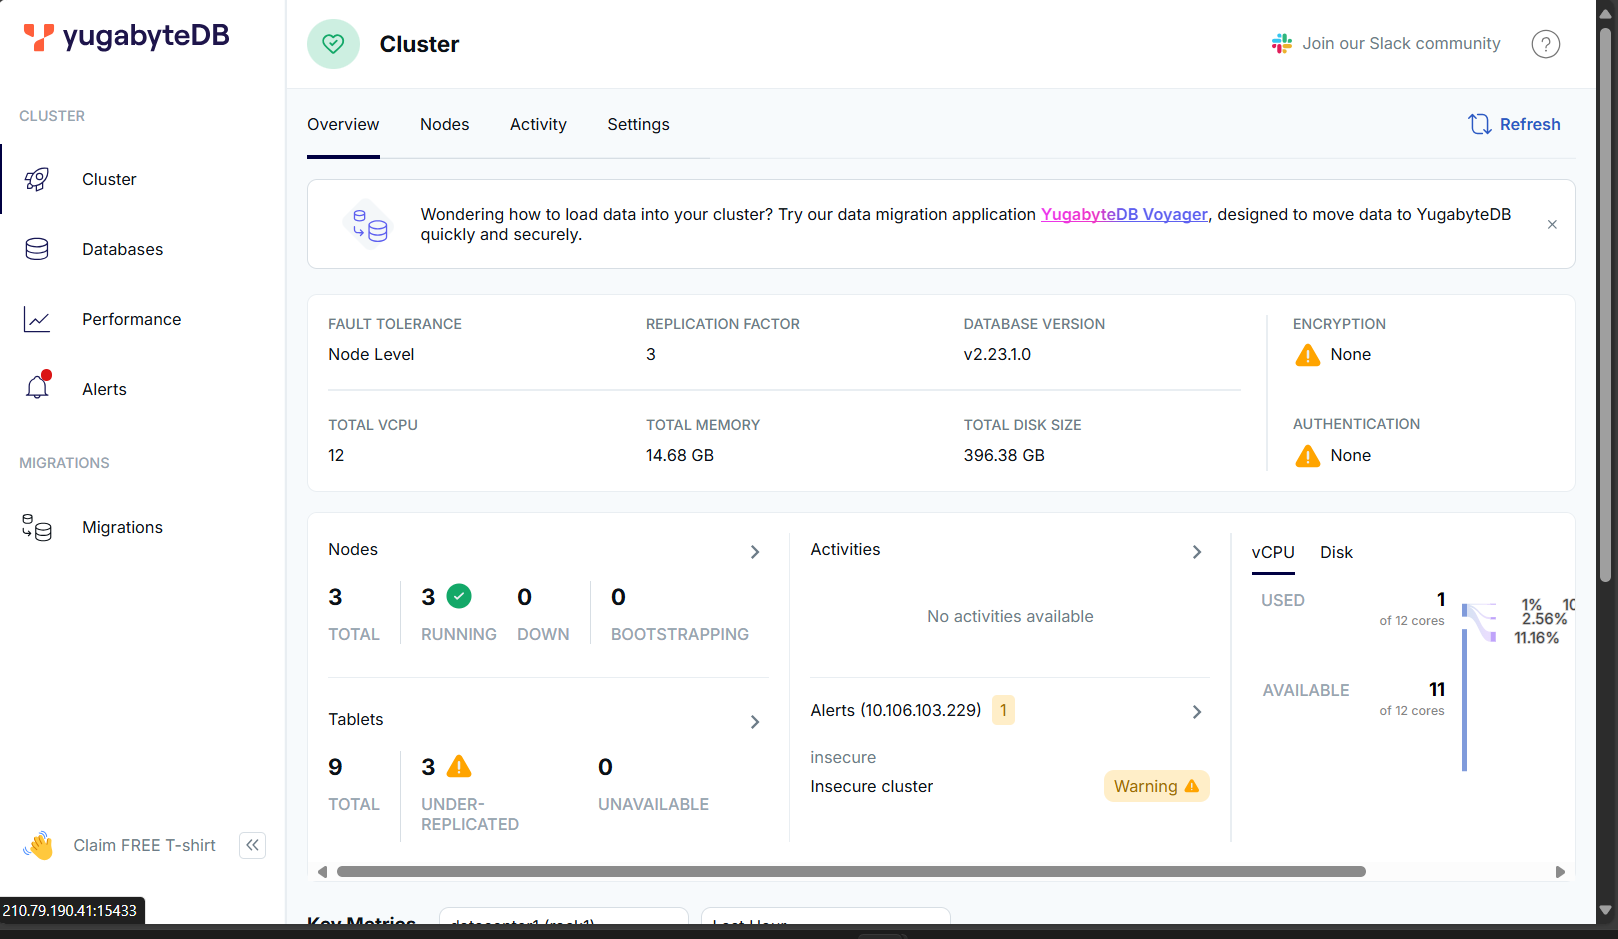 yugabyteDB
CLUSTER
Cluster
Databases
Performance
Alerts
MIGRATIONS
Migrations
Claim FREE T-shirt
210.79.190.41:15433
Cluster
Join our Slack community
?
Overview
Nodes
Activity
Settings
Refresh
Wondering how to load data into your cluster? Try our data migration application YugabyteDB Voyager, designed to move data to YugabyteDB
quickly and securely.
FAULT TOLERANCE
Node Level
REPLICATION FACTOR
3
DATABASE VERSION
v2.23.1.0
ENCRYPTION
None
TOTAL VCPU
12
TOTAL MEMORY
14.68 GB
TOTAL DISK SIZE
396.38 GB
AUTHENTICATION
None
Nodes
3
TOTAL
3
RUNNING
0
DOWN
0
BOOTSTRAPPING
Tablets
9
TOTAL
3
UNDER-
REPLICATED
0
UNAVAILABLE
Activities
No activities available
Alerts (10.106.103.229) 1
insecure
Insecure cluster
Warning
vCPU
Disk
USED
1
of 12 cores
1%
2.56%
11.16%
AVAILABLE
11
of 12 cores
Key Metrics
datacenter1 (rack1)
Last Hour